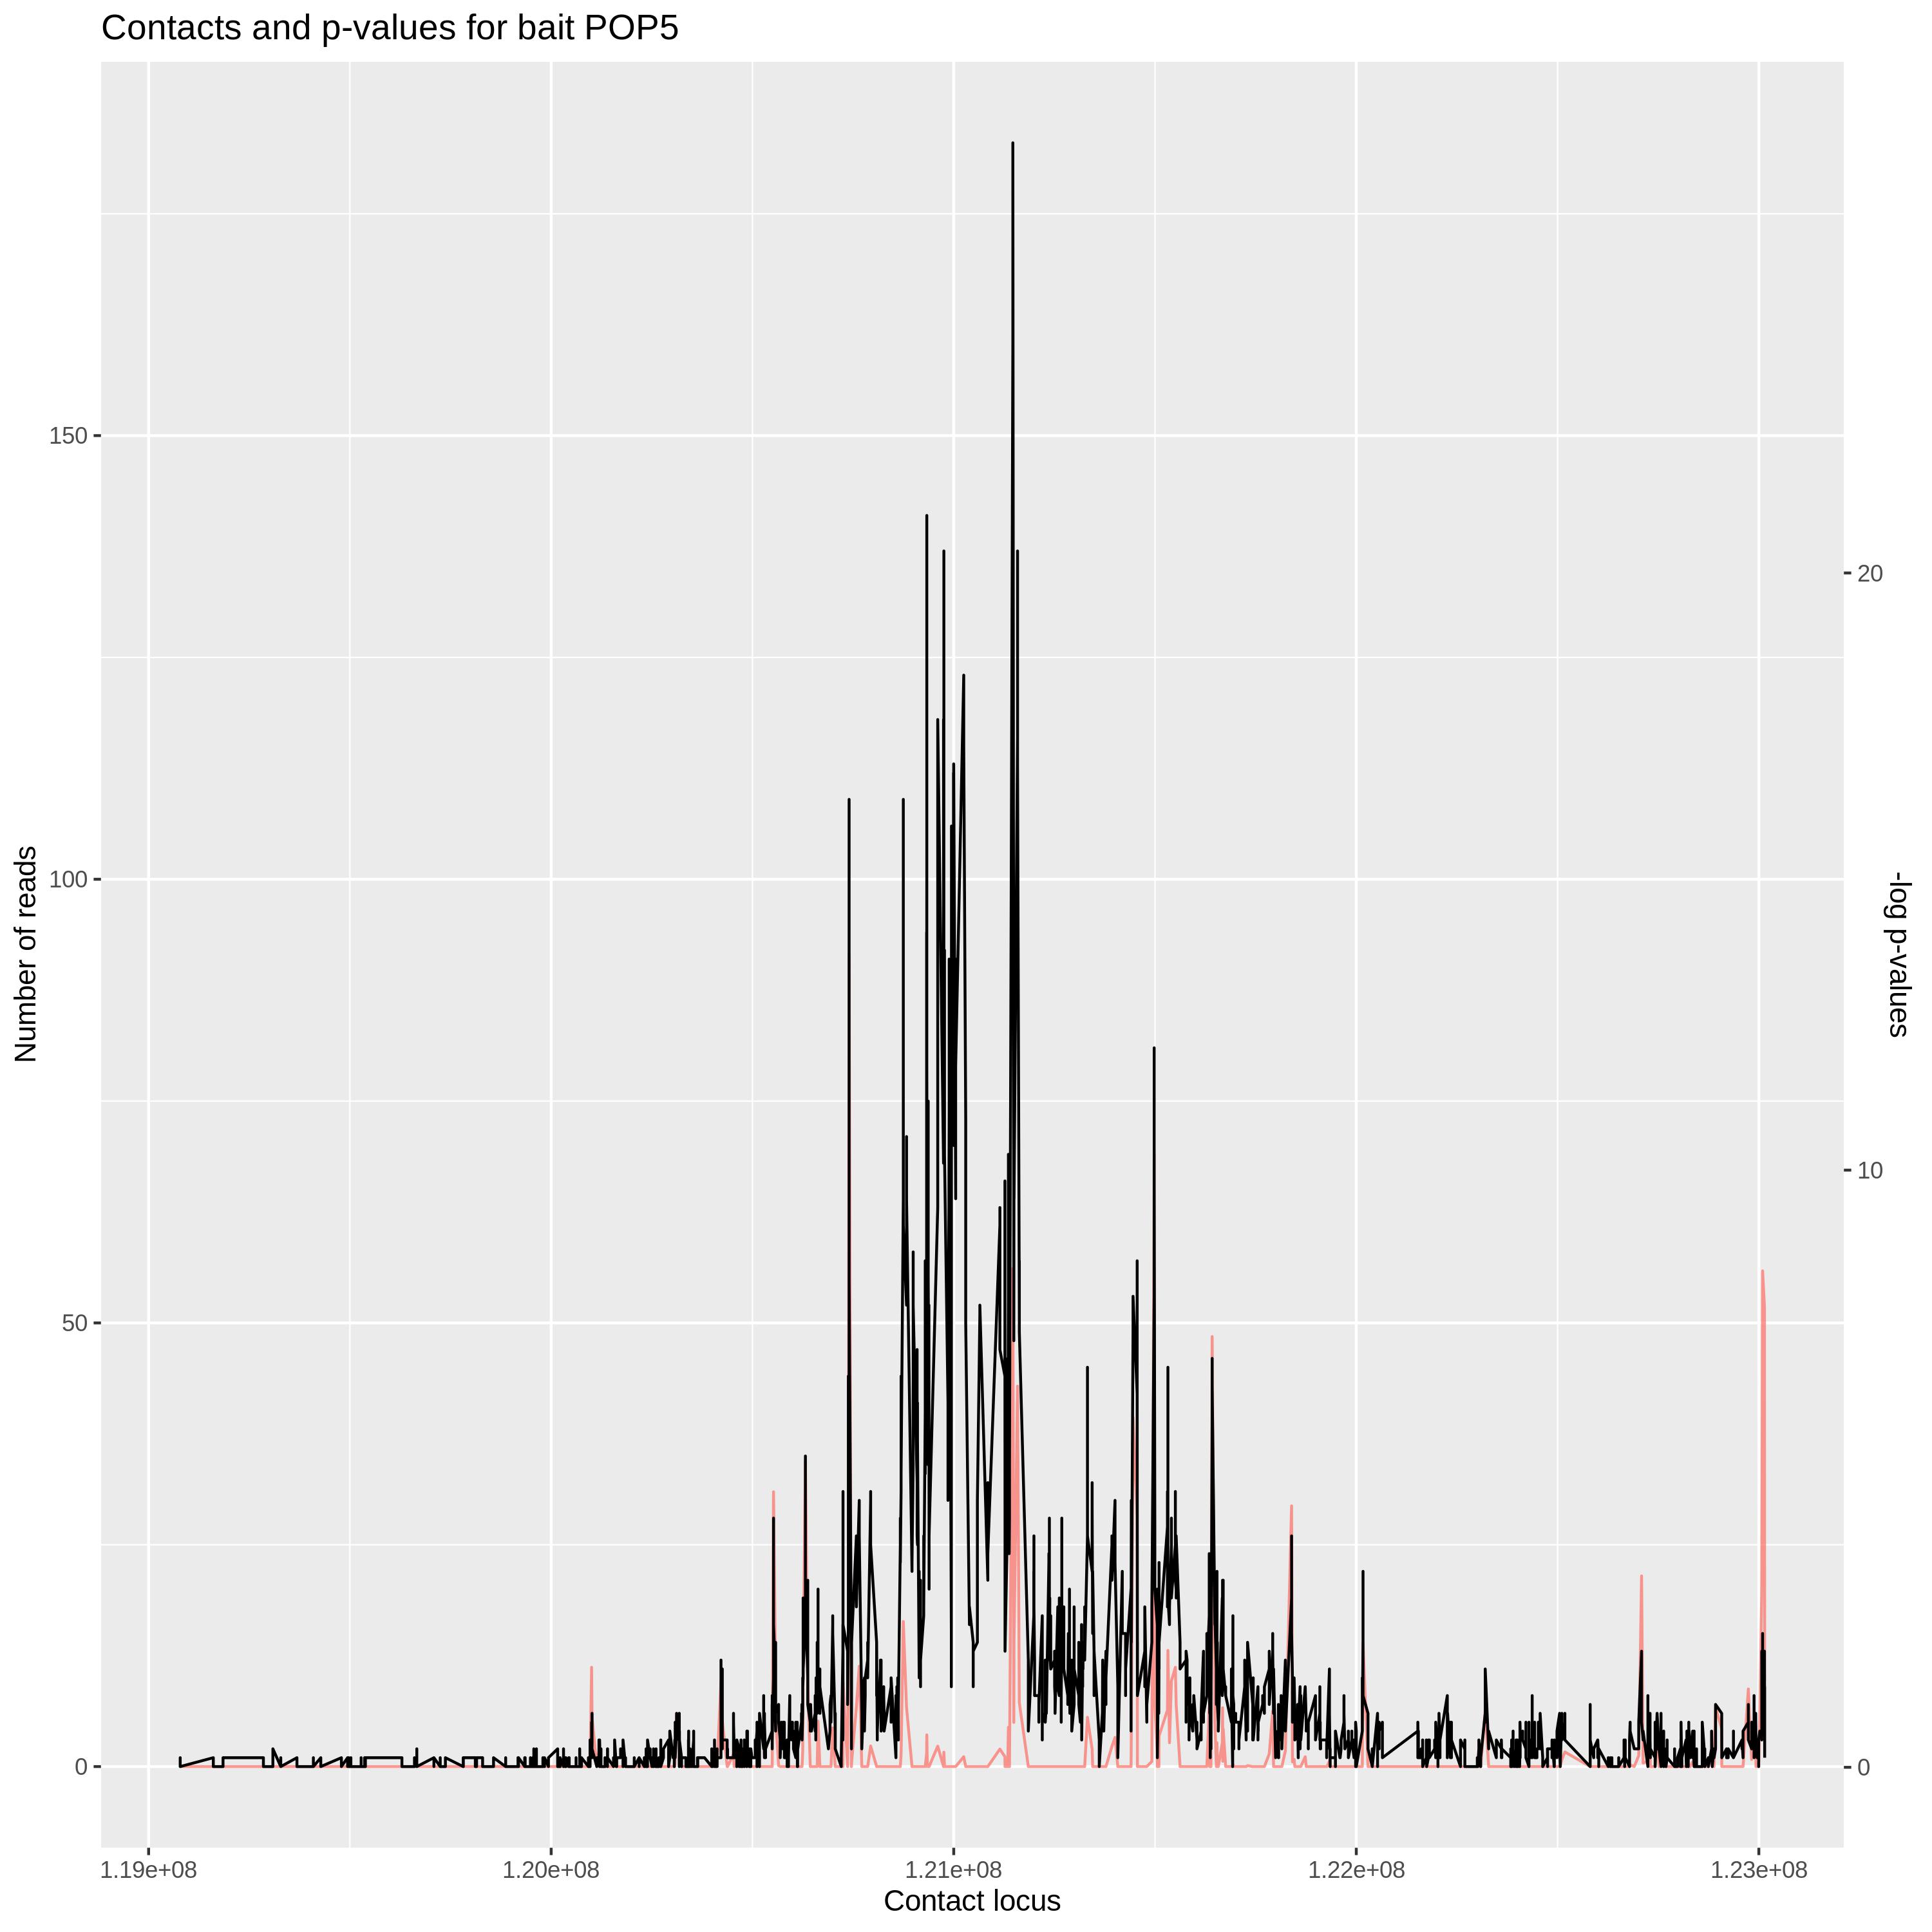 Contacts and p-values for bait POP5
150
100
50
0
Number of reads
20
10
0
-log p-values
1.19e+08
1.20e+08
1.21e+08
1.22e+08
1.23e+08
Contact locus